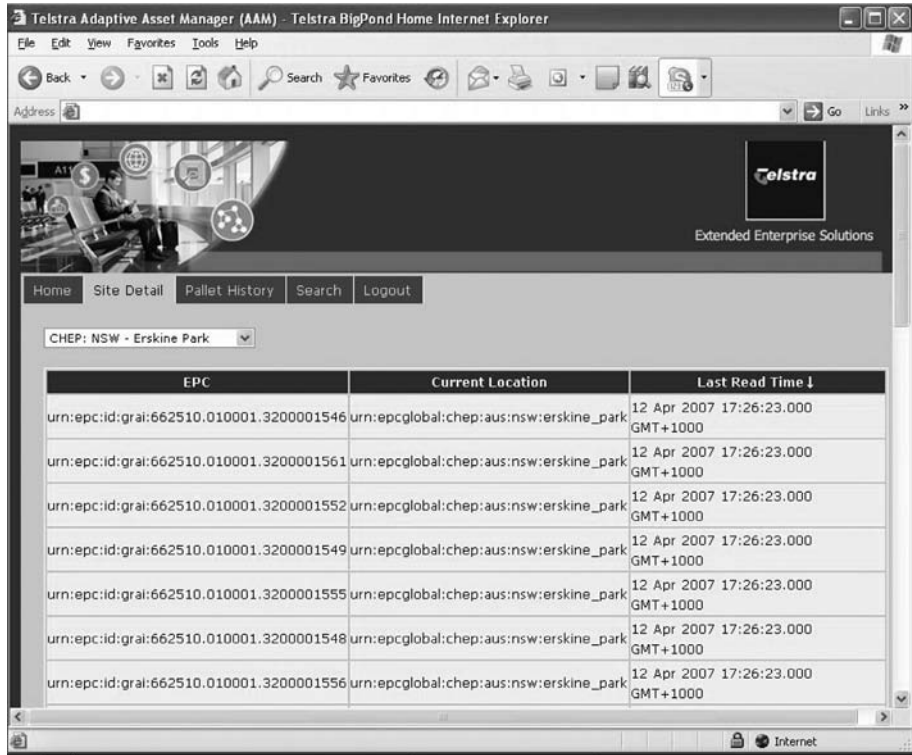 Telstra Adaptive Asset Manager (AAM) - Telstra BigPond Home Internet Explorer
File Edit View Favorites Tools Help
Back Search Favorites
Address Go Links »
A11
$
Telstra
Extended Enterprise Solutions
Home Site Detail Pallet History Search Logout
CHEP: NSW - Erskine Park
EPC Current Location Last Read Time ↓
urn:epc:id:grai:662510.010001.3200001546 urn:epcglobal:chep:aus:nsw:erskine_park 12 Apr 2007 17:26:23.000
GMT+1000
urn:epc:id:grai:662510.010001.3200001561 urn:epcglobal:chep:aus:nsw:erskine_park 12 Apr 2007 17:26:23.000
GMT+1000
urn:epc:id:grai:662510.010001.3200001552 urn:epcglobal:chep:aus:nsw:erskine_park 12 Apr 2007 17:26:23.000
GMT+1000
urn:epc:id:grai:662510.010001.3200001549 urn:epcglobal:chep:aus:nsw:erskine_park 12 Apr 2007 17:26:23.000
GMT+1000
urn:epc:id:grai:662510.010001.3200001555 urn:epcglobal:chep:aus:nsw:erskine_park 12 Apr 2007 17:26:23.000
GMT+1000
urn:epc:id:grai:662510.010001.3200001548 urn:epcglobal:chep:aus:nsw:erskine_park 12 Apr 2007 17:26:23.000
GMT+1000
urn:epc:id:grai:662510.010001.3200001556 urn:epcglobal:chep:aus:nsw:erskine_park 12 Apr 2007 17:26:23.000
GMT+1000
Internet